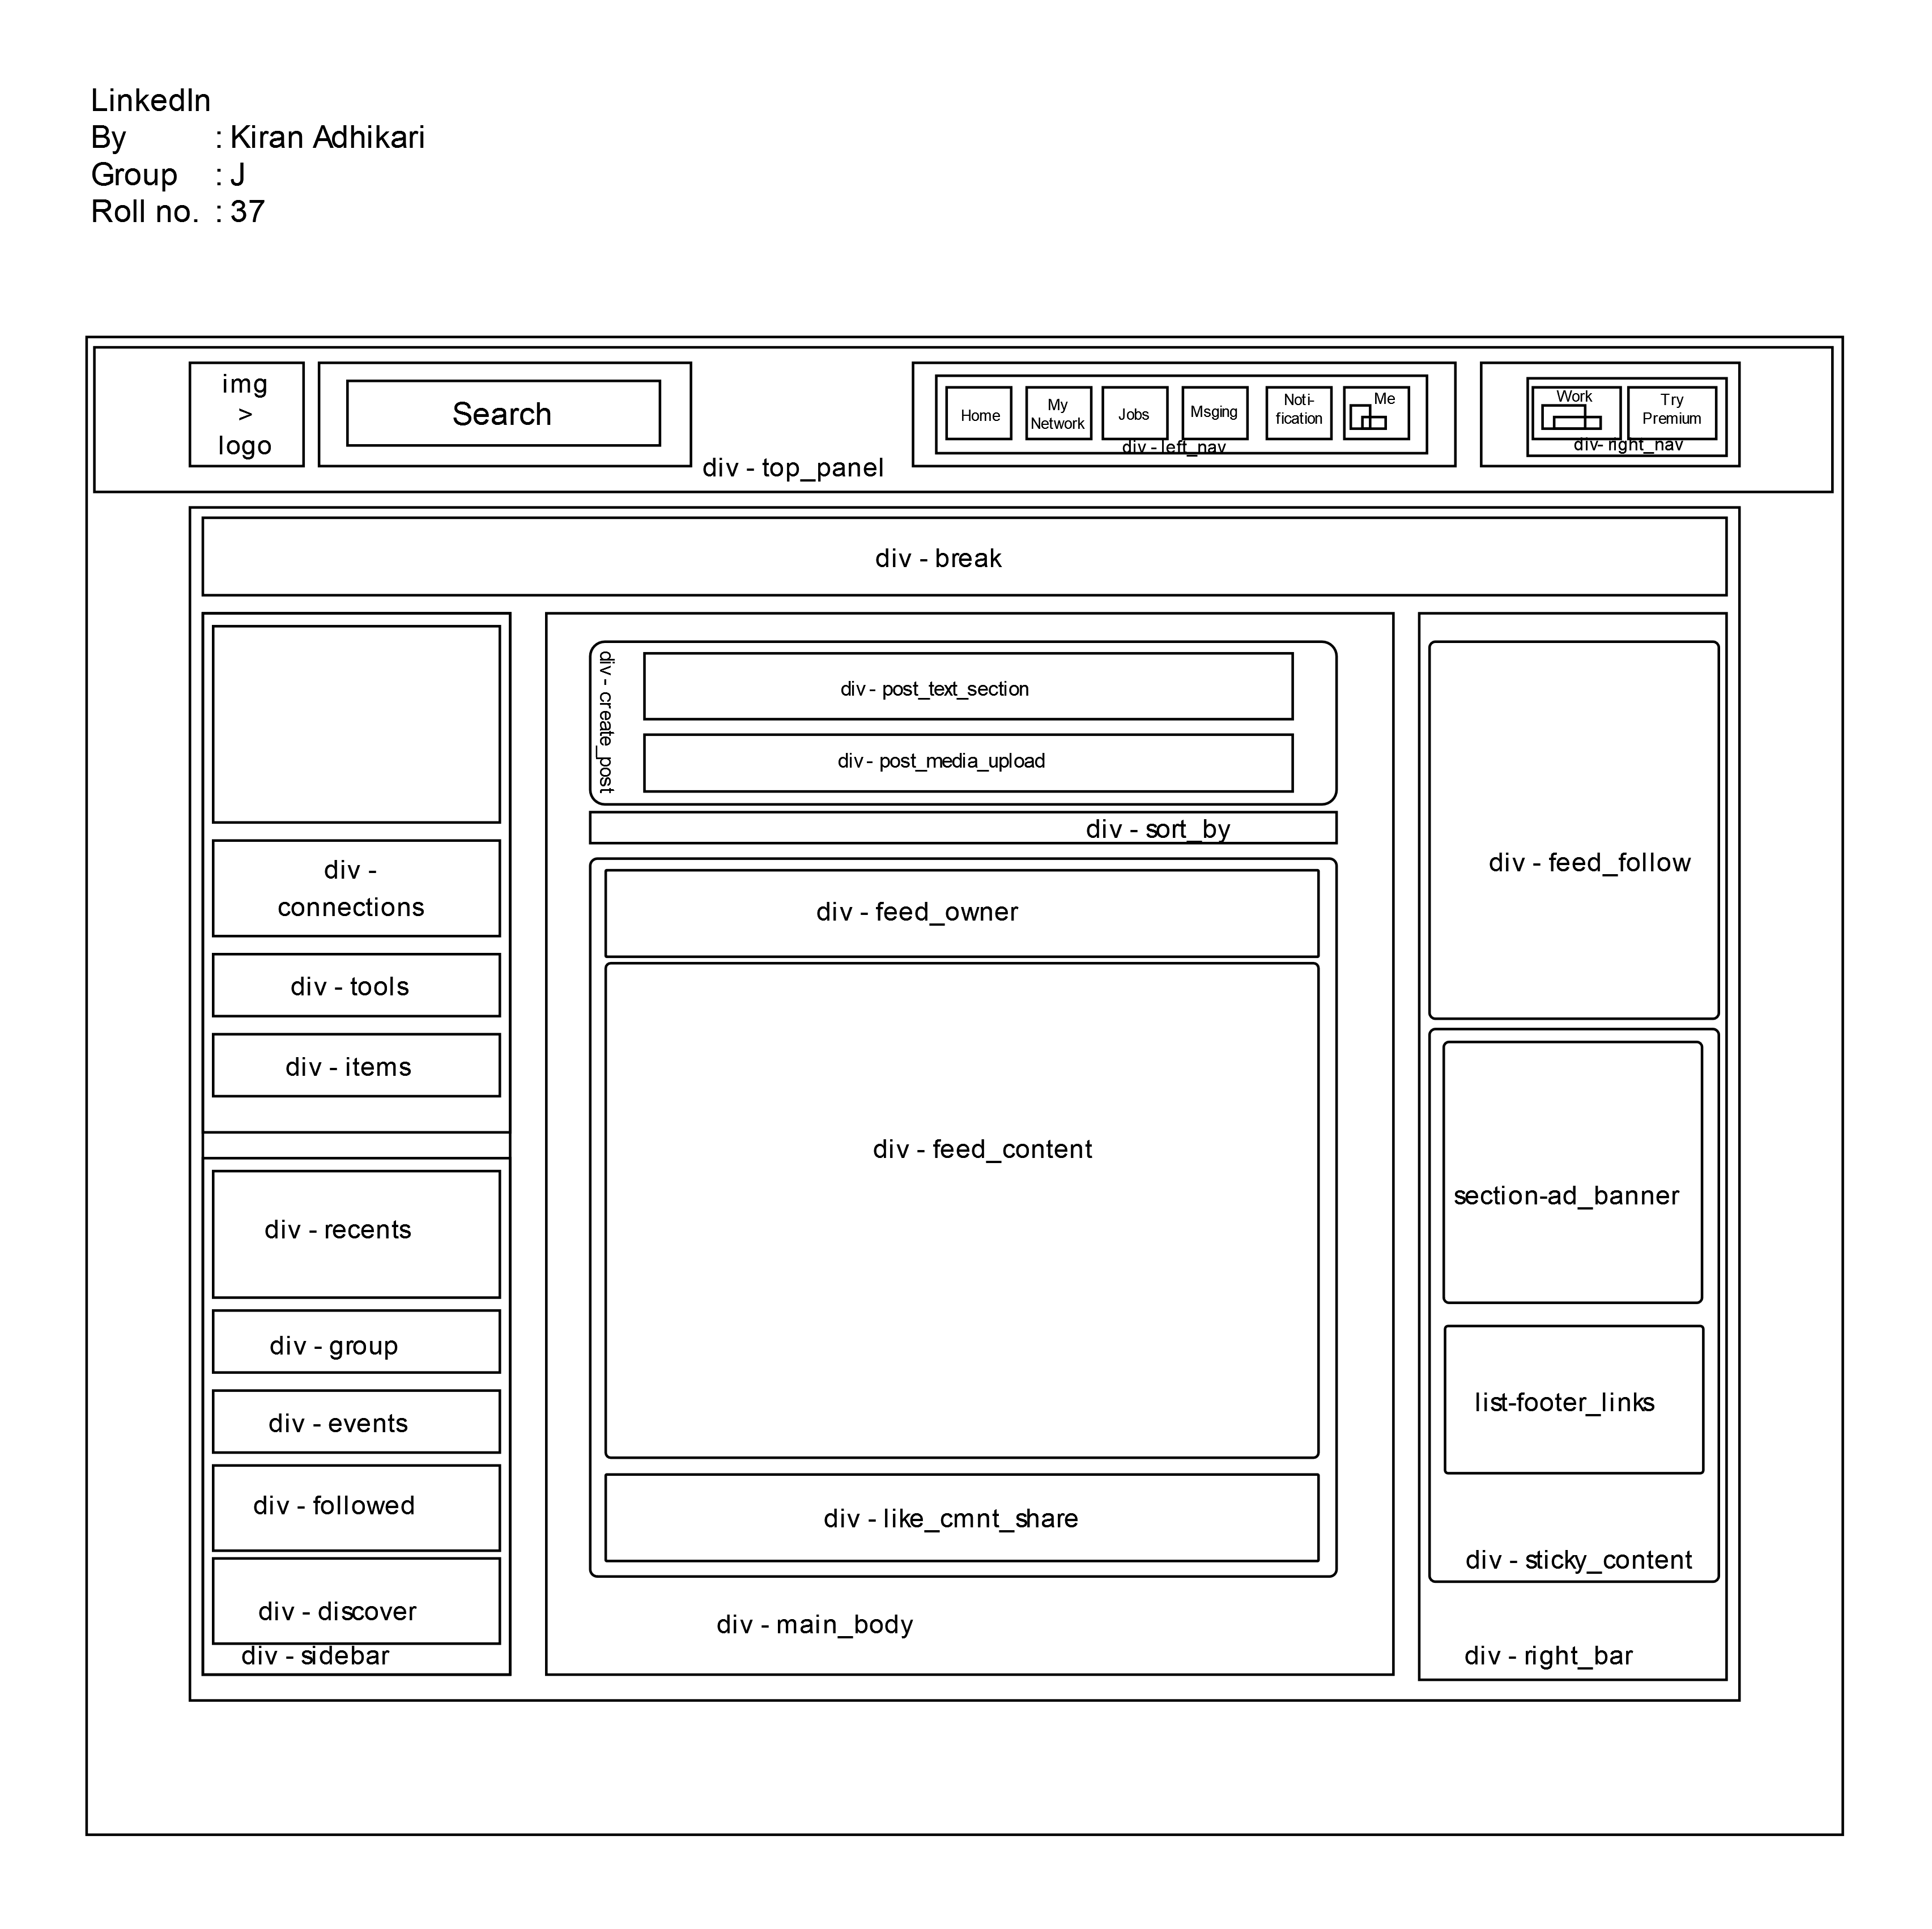 LinkedIn
By : Kiran Adhikari
Group : J
Roll no. : 37
img
>
logo
Search
div - top_panel
Home
My
Network
Jobs
Msging
Noti-
fication
Me
div - left_nav
Work
Try
Premium
div- right_nav
div - break
div -
connections
div - tools
div - items
div - recents
div - group
div - events
div - followed
div - discover
div - sidebar
div - create_post
div - post_text_section
div - post_media_upload
div - sort_by
div - feed_owner
div - feed_content
div - like_cmnt_share
div - main_body
div - feed_follow
section-ad_banner
list-footer_links
div - sticky_content
div - right_bar